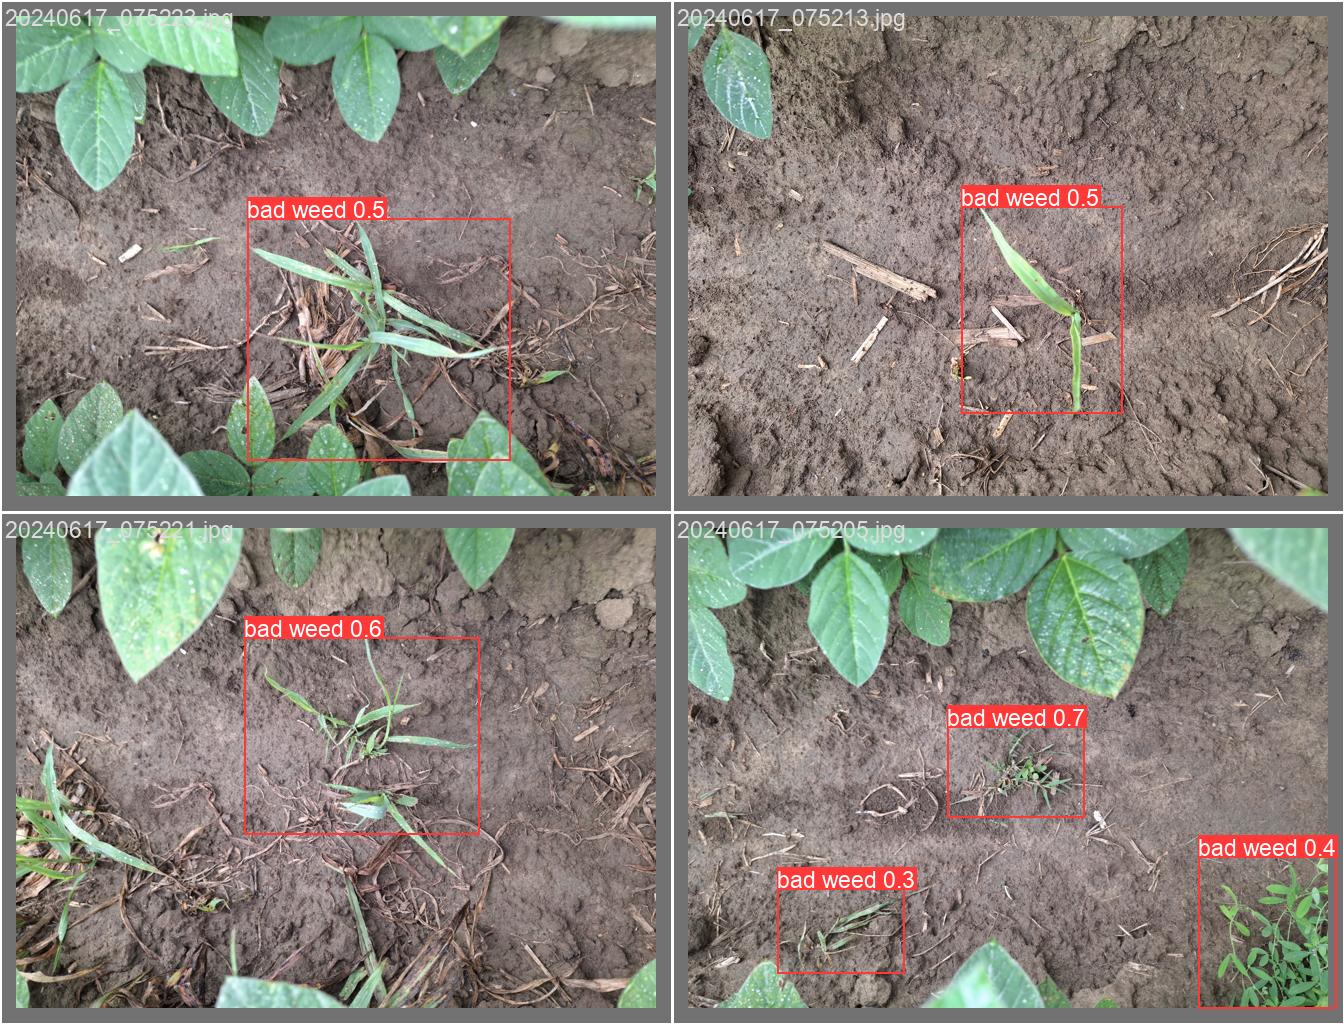 20240617_075223.jpg
20240617_075213.jpg
bad weed 0.5
bad weed 0.5
20240617_075221.jpg
20240617_075205.jpg
bad weed 0.6
bad weed 0.7
bad weed 0.4
bad weed 0.3